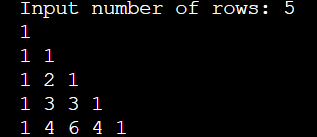 Input number of rows: 5
1
1 1
1 2 1
1 3 3 1
1 4 6 4 1